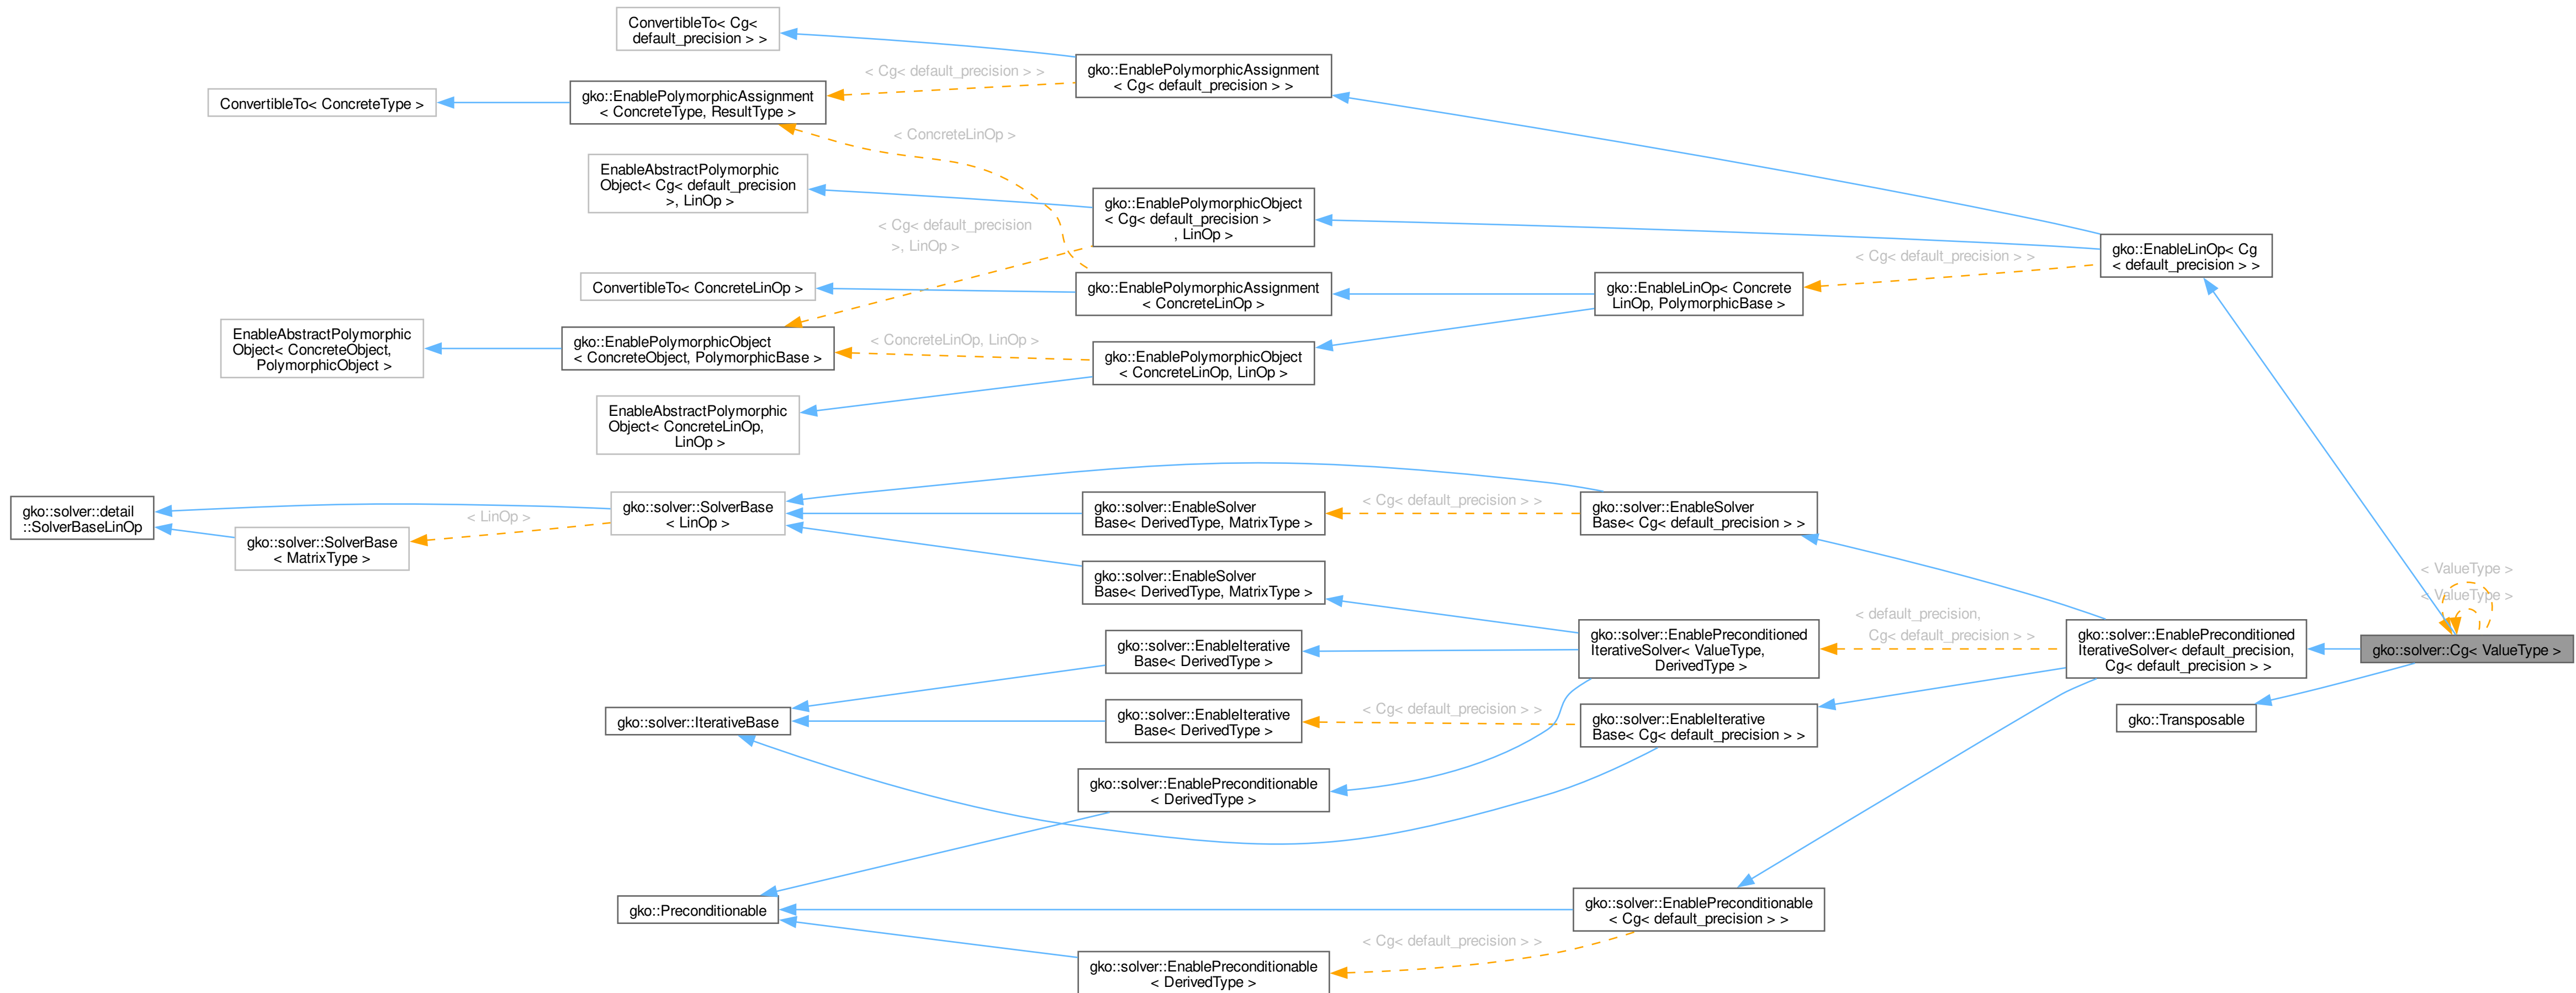 ConvertibleTo< Cg<
default_precision > >
gko::EnablePolymorphicAssignment
< Cg< default_precision > >
< Cg< default_precision > >
ConvertibleTo< ConcreteType >
gko::EnablePolymorphicAssignment
< ConcreteType, ResultType >
< ConcreteLinOp >
EnableAbstractPolymorphic
Object< Cg< default_precision
>, LinOp >
gko::EnablePolymorphicObject
< Cg< default_precision >
, LinOp >
< Cg< default_precision
>, LinOp >
gko::EnableLinOp< Cg
< default_precision > >
< Cg< default_precision > >
ConvertibleTo< ConcreteLinOp >
gko::EnablePolymorphicAssignment
< ConcreteLinOp >
gko::EnableLinOp< Concrete
LinOp, PolymorphicBase >
EnableAbstractPolymorphic
Object< ConcreteObject,
PolymorphicObject >
gko::EnablePolymorphicObject
< ConcreteObject, PolymorphicBase >
< ConcreteLinOp, LinOp >
gko::EnablePolymorphicObject
< ConcreteLinOp, LinOp >
EnableAbstractPolymorphic
Object< ConcreteLinOp,
LinOp >
gko::solver::detail
::SolverBaseLinOp
< LinOp >
gko::solver::SolverBase
< MatrixType >
gko::solver::SolverBase
< LinOp >
gko::solver::EnableSolver
Base< DerivedType, MatrixType >
< Cg< default_precision > >
gko::solver::EnableSolver
Base< Cg< default_precision > >
gko::solver::EnableSolver
Base< DerivedType, MatrixType >
< ValueType >
< ValueType >
gko::solver::EnableIterative
Base< DerivedType >
gko::solver::EnablePreconditioned
IterativeSolver< ValueType,
DerivedType >
< default_precision,
Cg< default_precision > >
gko::solver::EnablePreconditioned
IterativeSolver< default_precision,
Cg< default_precision > >
gko::solver::Cg< ValueType >
gko::solver::IterativeBase
gko::solver::EnableIterative
Base< DerivedType >
< Cg< default_precision > >
gko::solver::EnableIterative
Base< Cg< default_precision > >
gko::Transposable
gko::solver::EnablePreconditionable
< DerivedType >
gko::Preconditionable
gko::solver::EnablePreconditionable
< Cg< default_precision > >
< Cg< default_precision > >
gko::solver::EnablePreconditionable
< DerivedType >